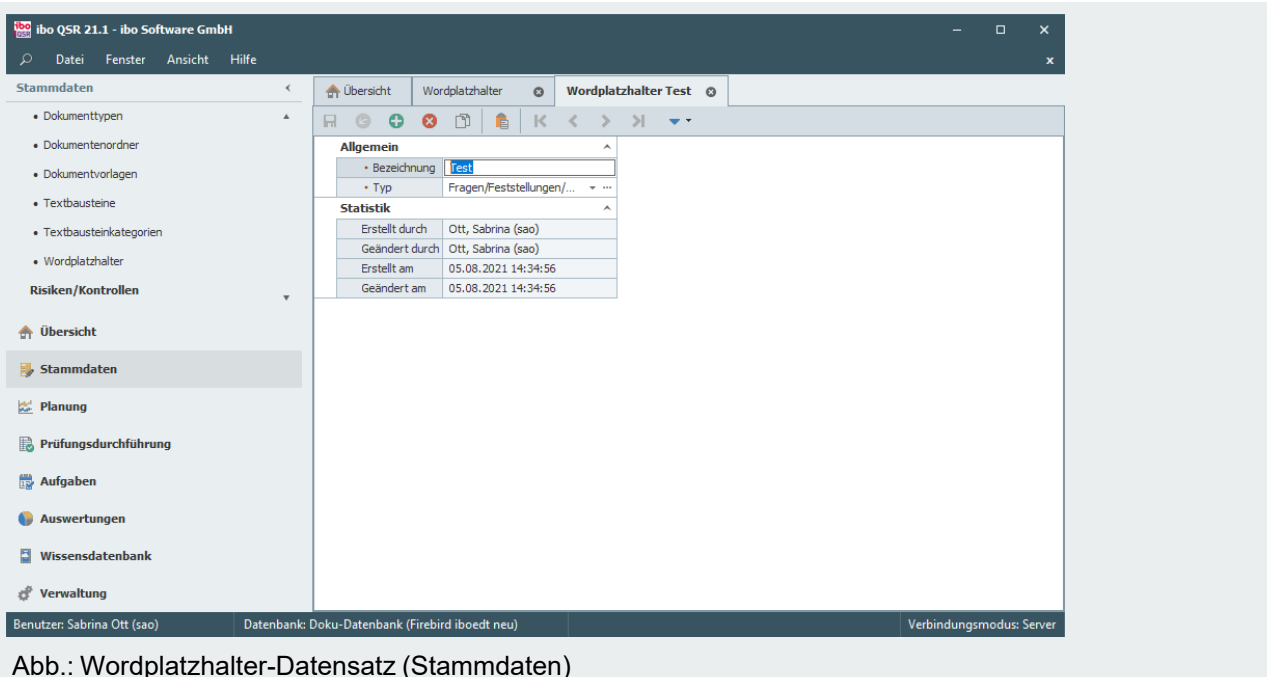 ibo QSR 21.1 - ibo Software GmbH
Datei Fenster Ansicht Hilfe
Stammdaten
• Dokumenttypen
• Dokumentenordner
• Dokumentvorlagen
• Textbausteine
• Textbausteinkategorien
• Wordplatzhalter
Risiken/Kontrollen
Übersicht
Stammdaten
Planung
Prüfungsdurchführung
Aufgaben
Auswertungen
Wissensdatenbank
Verwaltung
Übersicht Wordplatzhalter Wordplatzhalter Test
Allgemein
• Bezeichnung Test
• Typ Fragen/Feststellungen/...
Statistik
Erstellt durch Ott, Sabrina (sao)
Geändert durch Ott, Sabrina (sao)
Erstellt am 05.08.2021 14:34:56
Geändert am 05.08.2021 14:34:56
Benutzer: Sabrina Ott (sao) Datenbank: Doku-Datenbank (Firebird iboedt neu) Verbindungsmodus: Server
Abb.: Wordplatzhalter-Datensatz (Stammdaten)